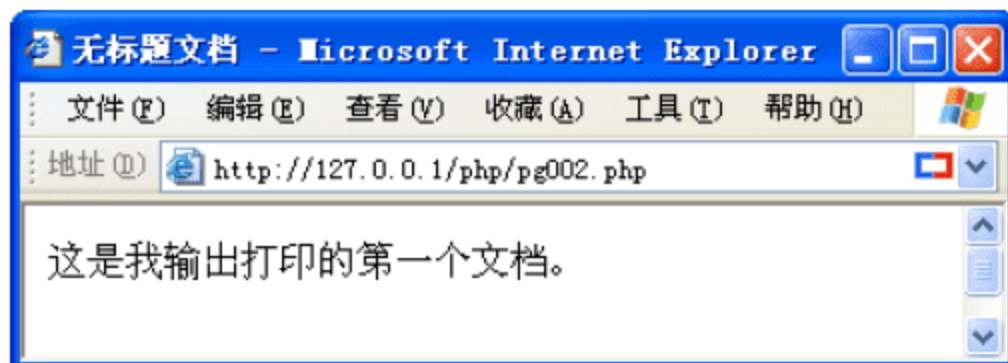 无标题文档 - Microsoft Internet Explorer
文件(F) 编辑(E) 查看(V) 收藏(A) 工具(T) 帮助(H)
地址(D) http://127.0.0.1/php/pg002.php
这是我输出打印的第一个文档。